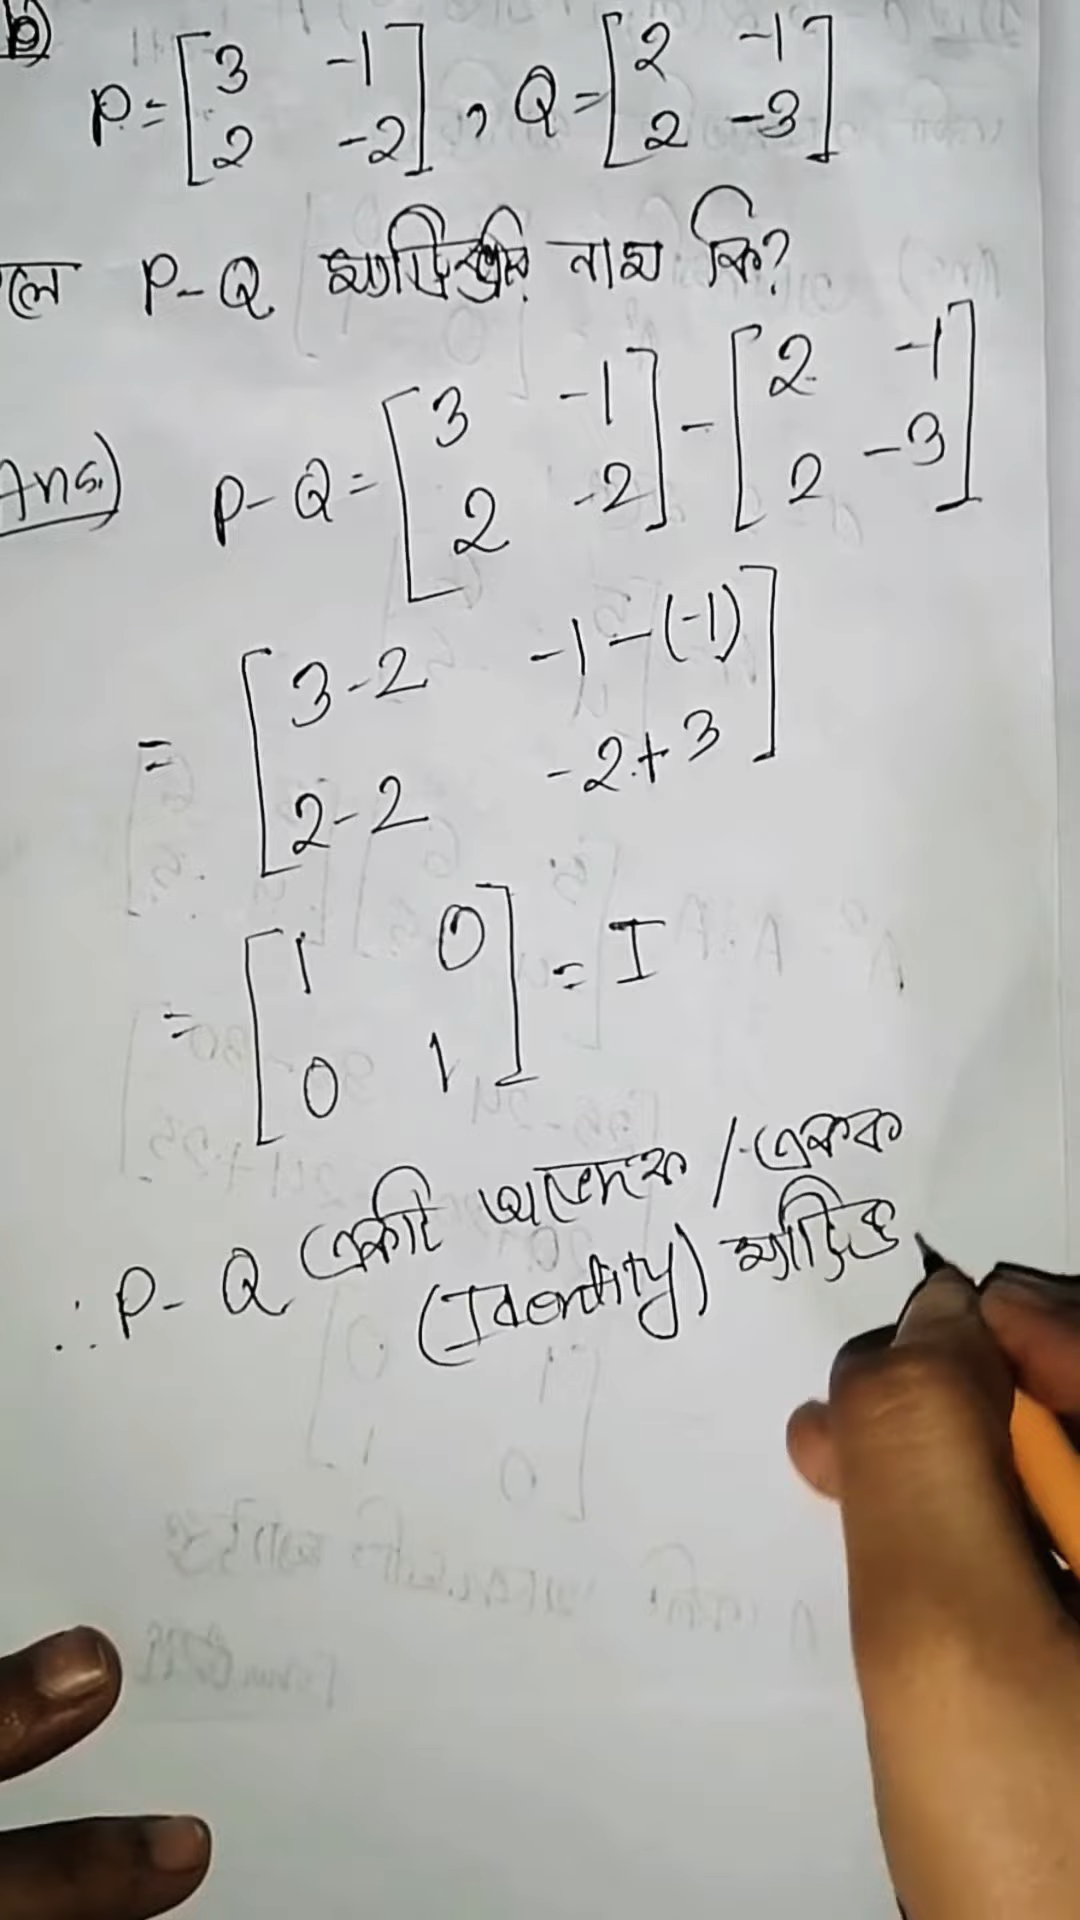 b)
P = [3 -1
2 -2], Q = [2 -1
2 -3]
লে P-Q ম্যাট্রিক্সটির নাম কি?
Ans.) P-Q = [3 -1
2 -2] - [2 -1
2 -3]
= [3-2 -1-(-1)
2-2 -2+3]
= [1 0
0 1] = I
∴ P-Q একটি অভেদক / একক
(Identity) ম্যাট্রিক্স